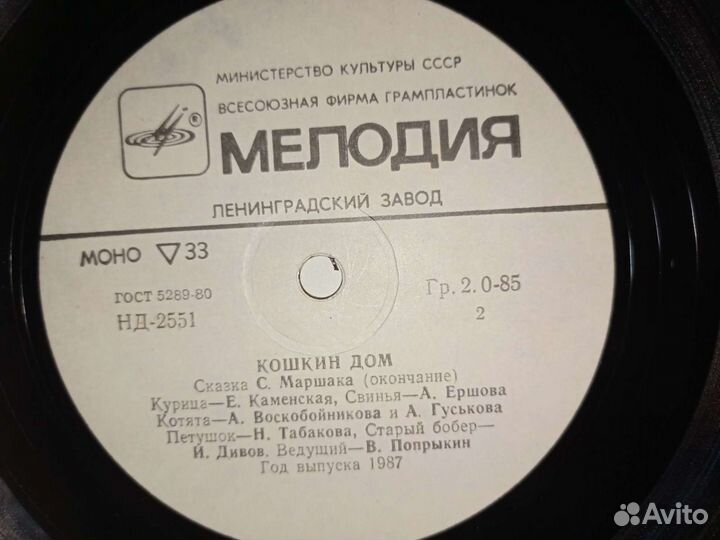 МИНИСТЕРСТВО КУЛЬТУРЫ СССР
ВСЕСОЮЗНАЯ ФИРМА ГРАМПЛАСТИНОК
®
МЕЛОДИЯ
ЛЕНИНГРАДСКИЙ ЗАВОД
МОНО ▽33
ГОСТ 5289-80
Гр. 2. 0-85
НД-2551
2
КОШКИН ДОМ
Сказка С. Маршака (окончание)
Курица—Е. Каменская, Свинья—А. Ершова
Котята—А. Воскобойникова и А. Гуськова
Петушок—Н. Табакова, Старый бобер—
Й. Дивов. Ведущий—В. Попрыкин
Год выпуска 1987
Avito